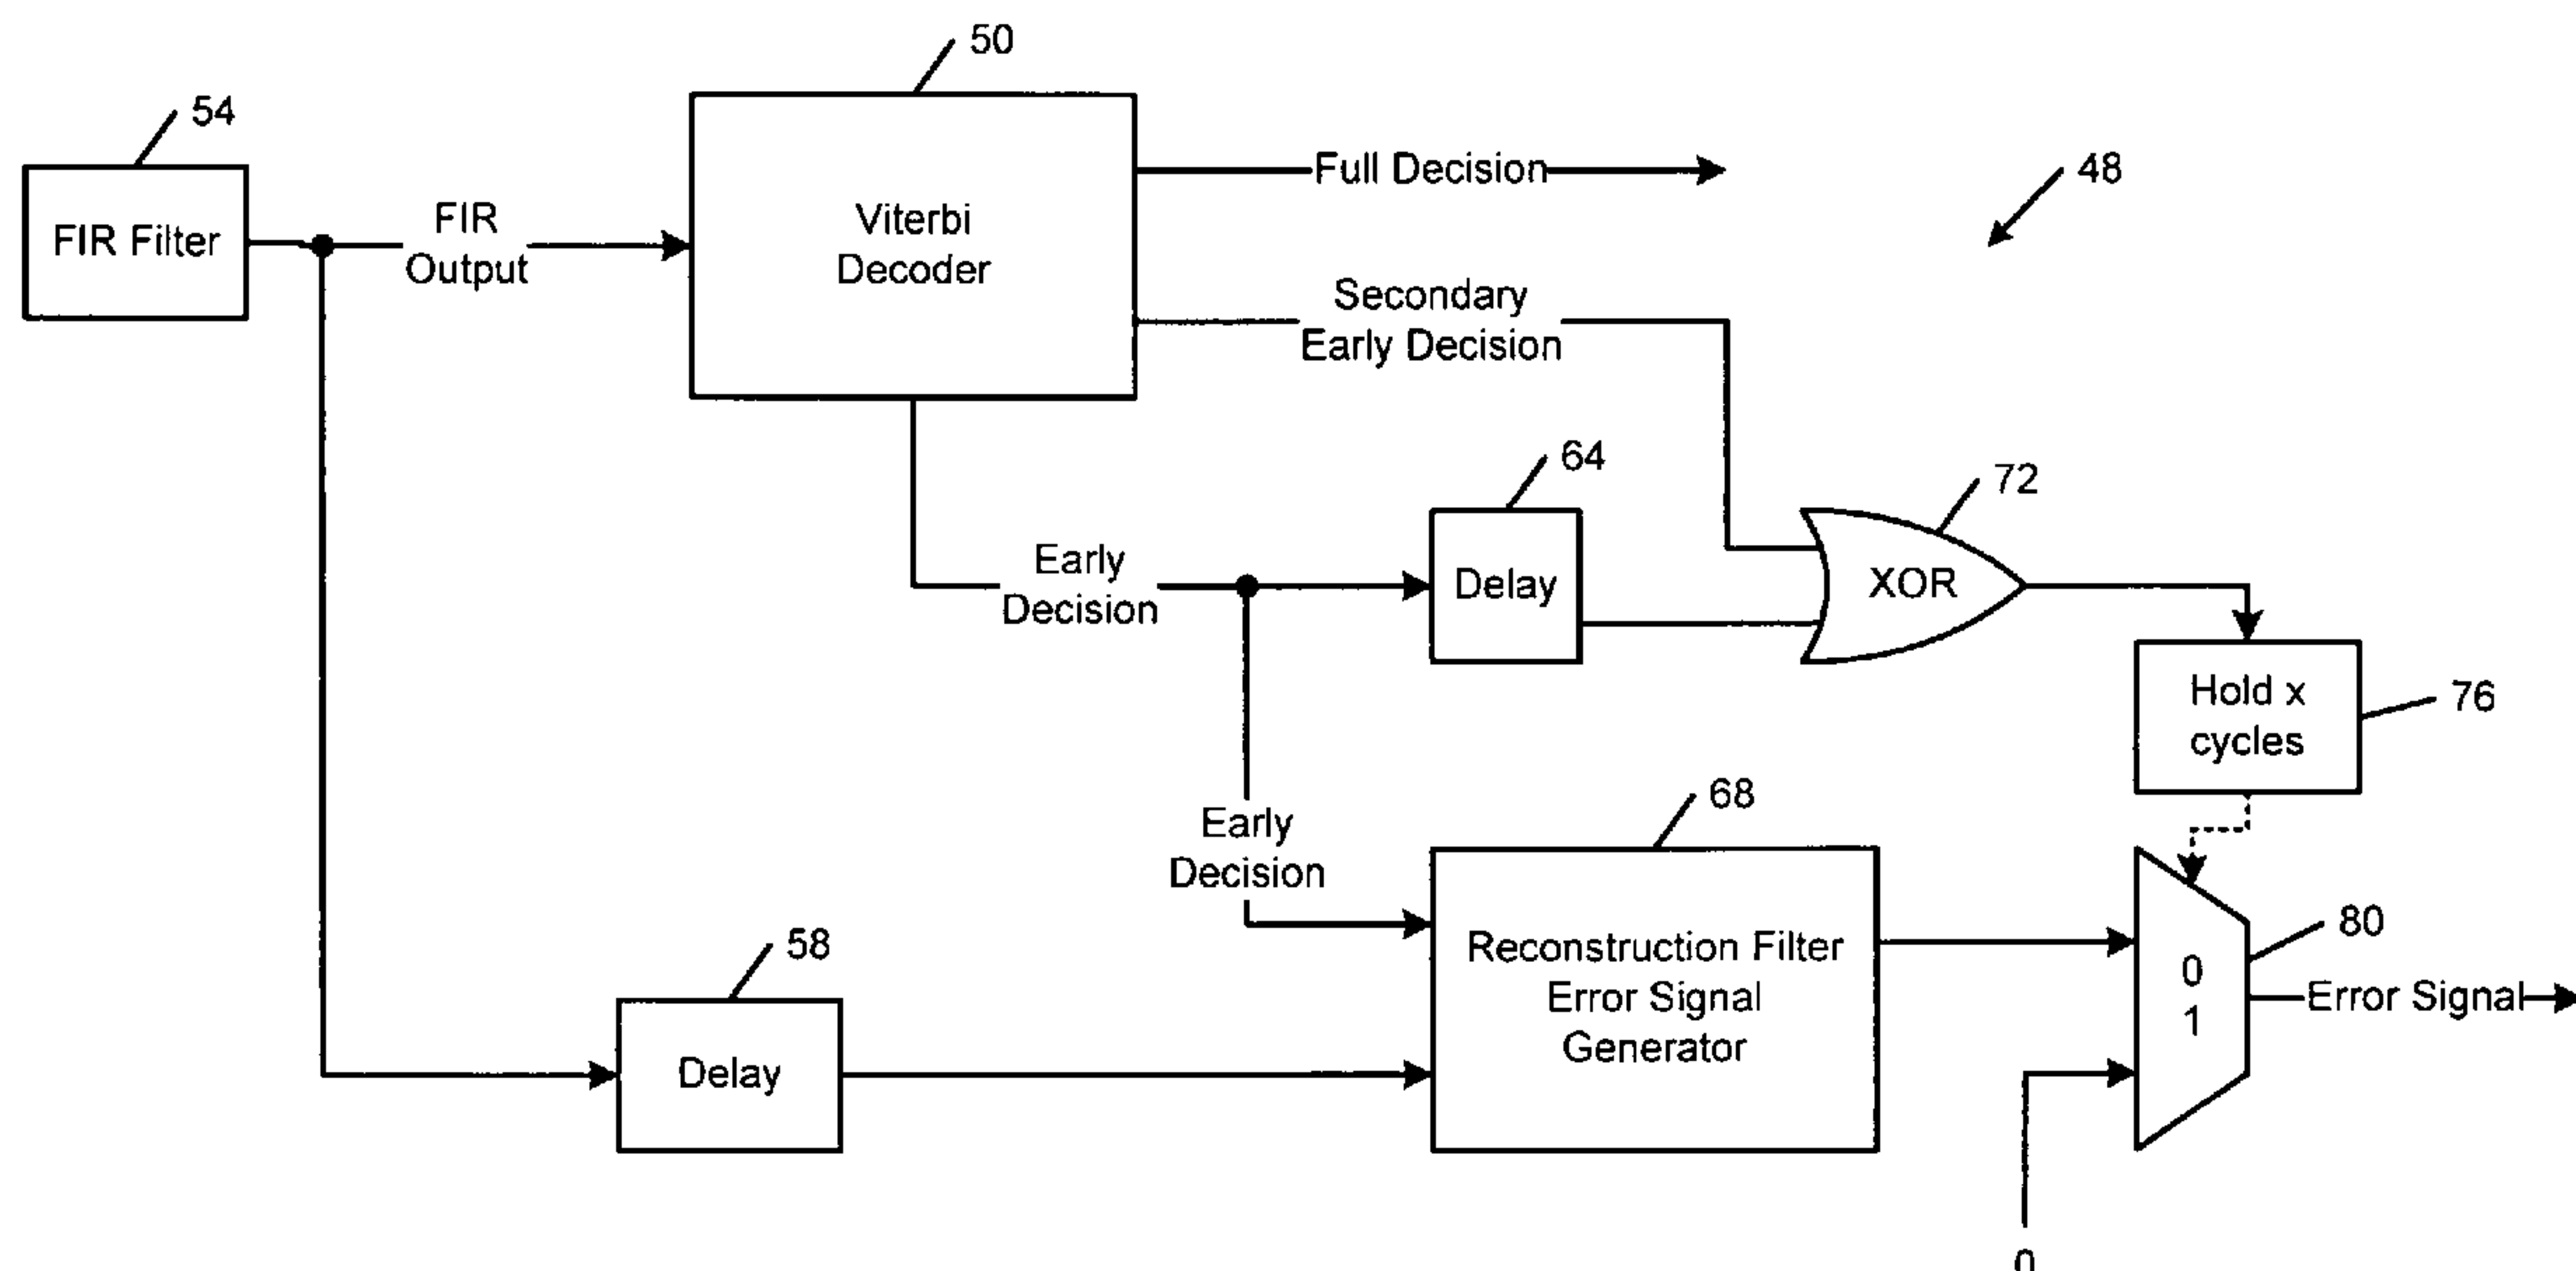 50
54
FIR Filter
FIR
Output
Viterbi
Decoder
Full Decision
48
Secondary
Early Decision
64
72
Early
Decision
Delay
XOR
Hold x
cycles
76
68
Early
Decision
58
Reconstruction Filter
Error Signal
Generator
80
0
1
Error Signal
Delay
0